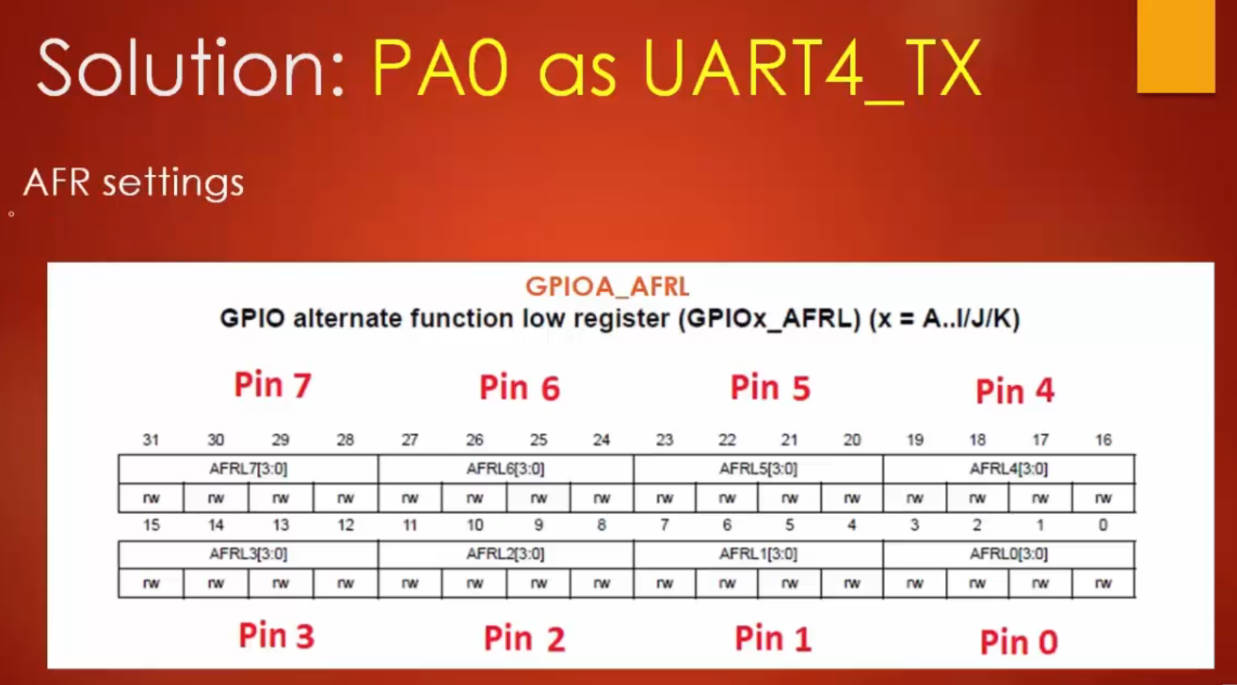 Solution: PA0 as UART4_TX
AFR settings
GPIOA_AFRL
GPIO alternate function low register (GPIOx_AFRL) (x = A..I/J/K)
Pin 7 Pin 6 Pin 5 Pin 4
31 30 29 28 27 26 25 24 23 22 21 20 19 18 17 16
AFRL7[3:0] AFRL6[3:0] AFRL5[3:0] AFRL4[3:0]
rw rw rw rw rw rw rw rw rw rw rw rw rw rw rw rw
15 14 13 12 11 10 9 8 7 6 5 4 3 2 1 0
AFRL3[3:0] AFRL2[3:0] AFRL1[3:0] AFRL0[3:0]
rw rw rw rw rw rw rw rw rw rw rw rw rw rw rw rw
Pin 3 Pin 2 Pin 1 Pin 0